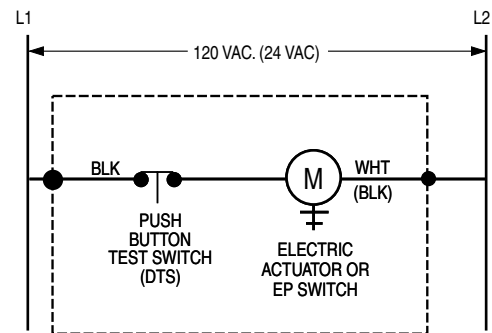 L1
L2
120 VAC. (24 VAC)
BLK
M
WHT
(BLK)
PUSH
BUTTON
TEST SWITCH
(DTS)
ELECTRIC
ACTUATOR OR
EP SWITCH